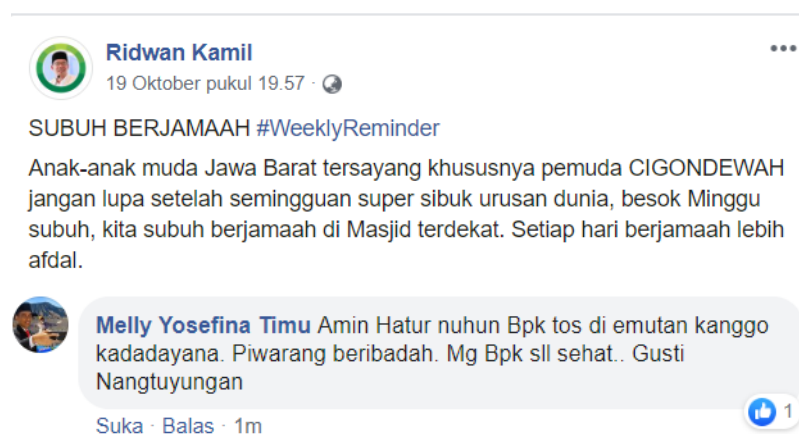 Ridwan Kamil
19 Oktober pukul 19.57 ·
SUBUH BERJAMAAH #WeeklyReminder
Anak-anak muda Jawa Barat tersayang khususnya pemuda CIGONDEWAH
jangan lupa setelah semingguan super sibuk urusan dunia, besok Minggu
subuh, kita subuh berjamaah di Masjid terdekat. Setiap hari berjamaah lebih
afdal.
Melly Yosefina Timu Amin Hatur nuhun Bpk tos di emutan kanggo
kadadayana. Piwarang beribadah. Mg Bpk sll sehat.. Gusti
Nangtuyungan
1
Suka · Balas · 1m